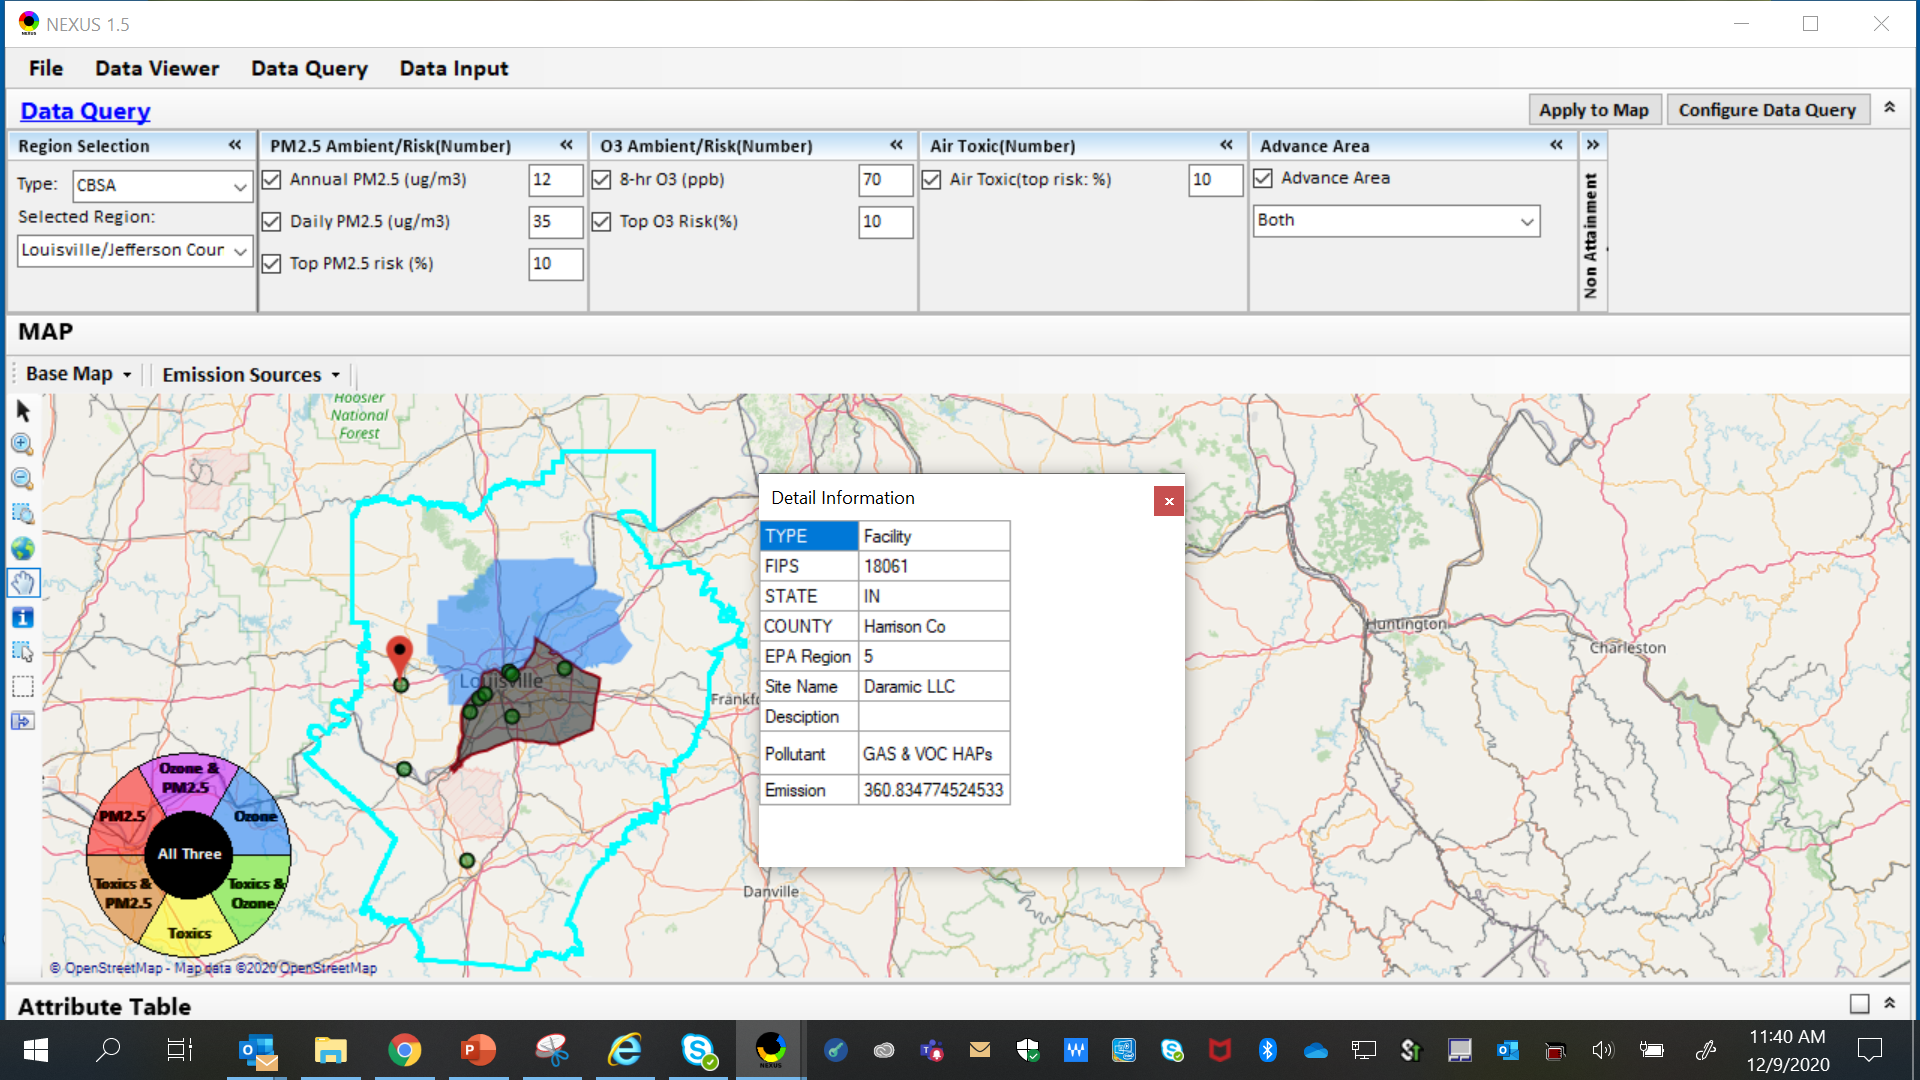 NEXUS 1.5
File Data Viewer Data Query Data Input
Data Query Apply to Map Configure Data Query
Region Selection PM2.5 Ambient/Risk(Number) O3 Ambient/Risk(Number) Air Toxic(Number) Advance Area
Type: CBSA Annual PM2.5 (ug/m3) 12 8-hr O3 (ppb) 70 Air Toxic(top risk: %) 10 Advance Area
Selected Region: Daily PM2.5 (ug/m3) 35 Top O3 Risk(%) 10 Both
Louisville/Jefferson Cour Top PM2.5 risk (%) 10
Non Attainment
MAP
Base Map Emission Sources
Hoosier
National
Forest
Detail Information
TYPE Facility
FIPS 18061
STATE IN
COUNTY Harrison Co
EPA Region 5
Site Name Daramic LLC
Desciption
Pollutant GAS & VOC HAPs
Emission 360.834774524533
Louisville
Frankf
Danville
Huntington
Charleston
Ozone &
PM2.5
PM2.5
Ozone
All Three
Toxics &
PM2.5
Toxics &
Ozone
Toxics
© OpenStreetMap - Map data ©2020 OpenStreetMap
Attribute Table
NEXUS
11:40 AM
12/9/2020